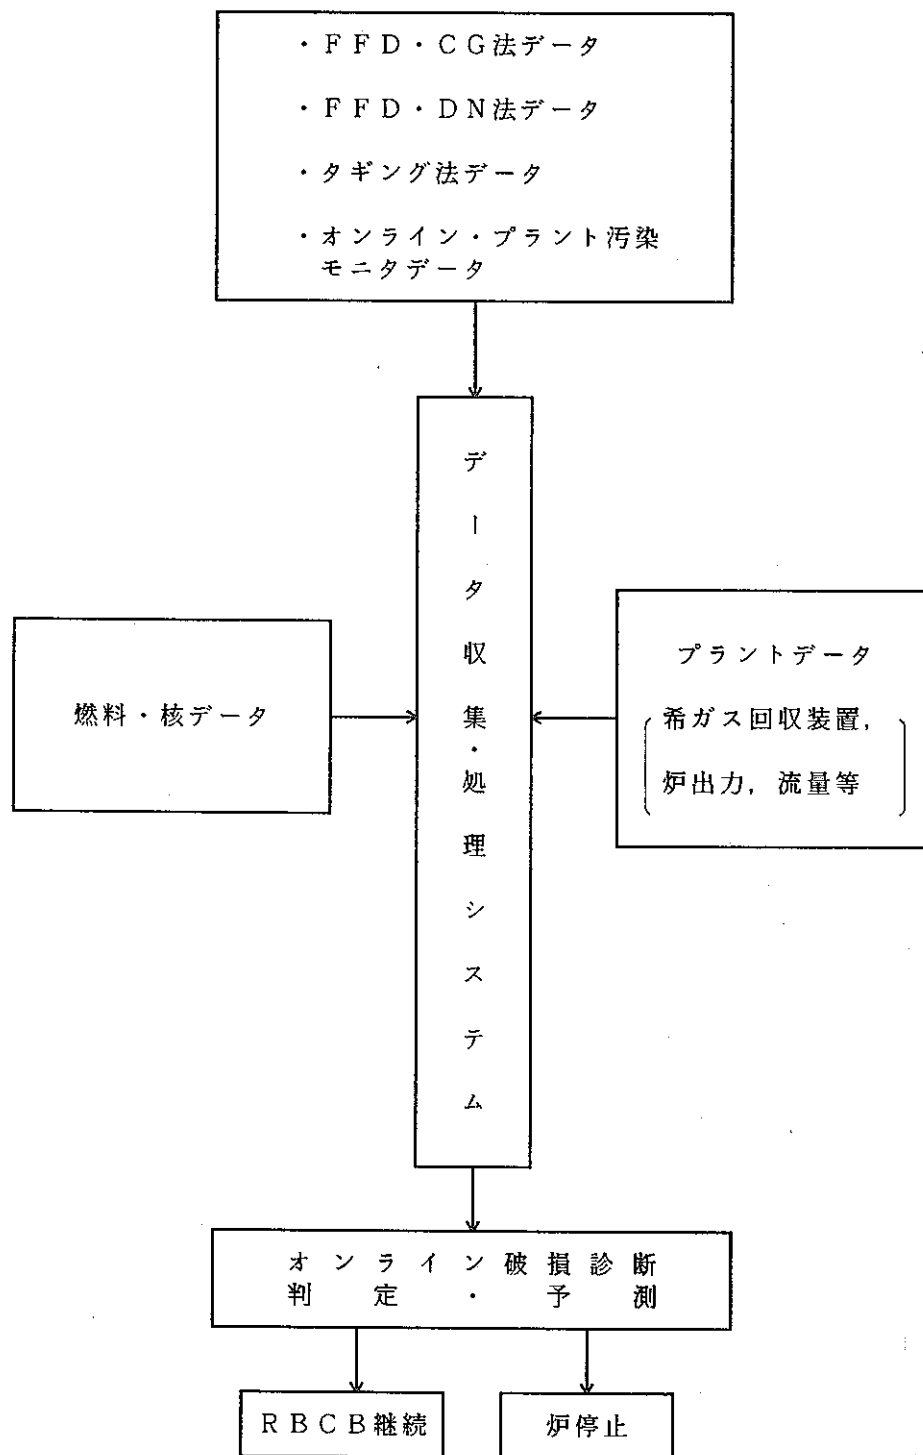 ・ＦＦＤ・ＣＧ法データ
・ＦＦＤ・ＤＮ法データ
・タギング法データ
・オンライン・プラント汚染
モニタデータ
データ収集・処理システム
燃料・核データ
プラントデータ
希ガス回収装置，
炉出力，流量等
オンライン破損診断
判定・予測
ＲＢＣＢ継続
炉停止